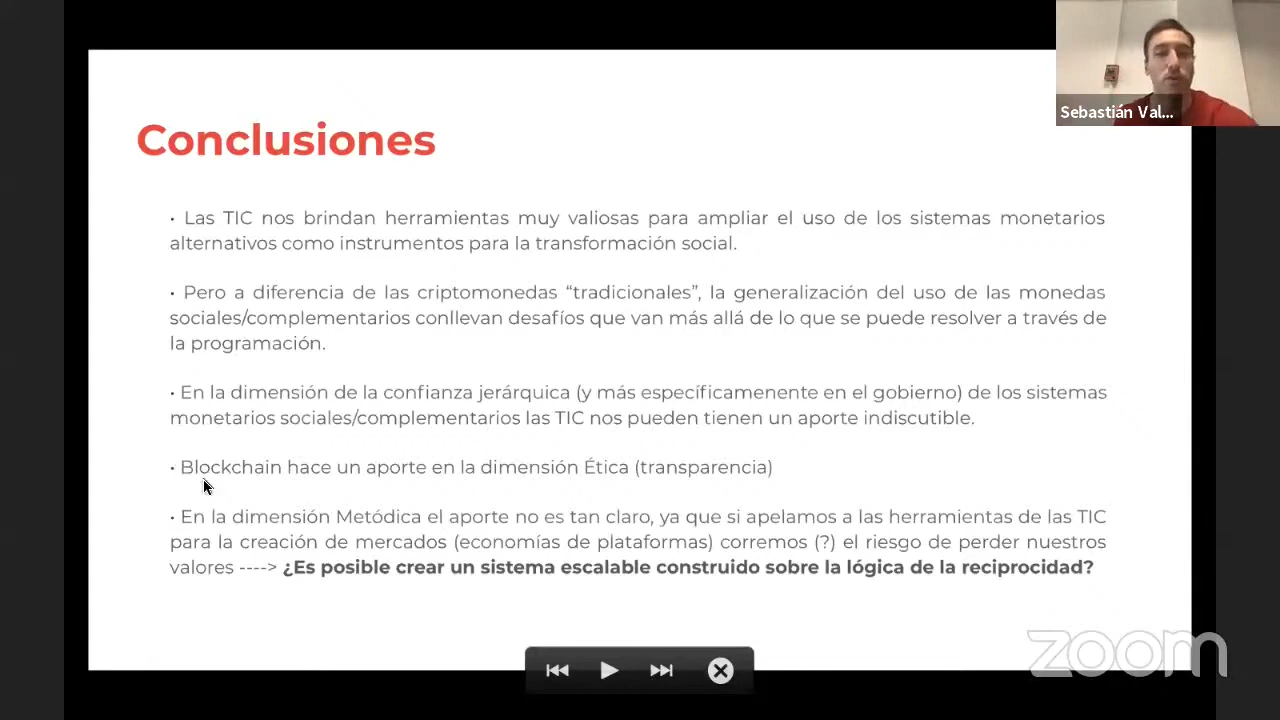 Sebastián Val...
Conclusiones
• Las TIC nos brindan herramientas muy valiosas para ampliar el uso de los sistemas monetarios
alternativos como instrumentos para la transformación social.
• Pero a diferencia de las criptomonedas “tradicionales”, la generalización del uso de las monedas
sociales/complementarios conllevan desafíos que van más allá de lo que se puede resolver a través de
la programación.
• En la dimensión de la confianza jerárquica (y más específicamenente en el gobierno) de los sistemas
monetarios sociales/complementarios las TIC nos pueden tienen un aporte indiscutible.
• Blockchain hace un aporte en la dimensión Ética (transparencia)
• En la dimensión Metódica el aporte no es tan claro, ya que si apelamos a las herramientas de las TIC
para la creación de mercados (economías de plataformas) corremos (?) el riesgo de perder nuestros
valores ----> ¿Es posible crear un sistema escalable construido sobre la lógica de la reciprocidad?
zoom